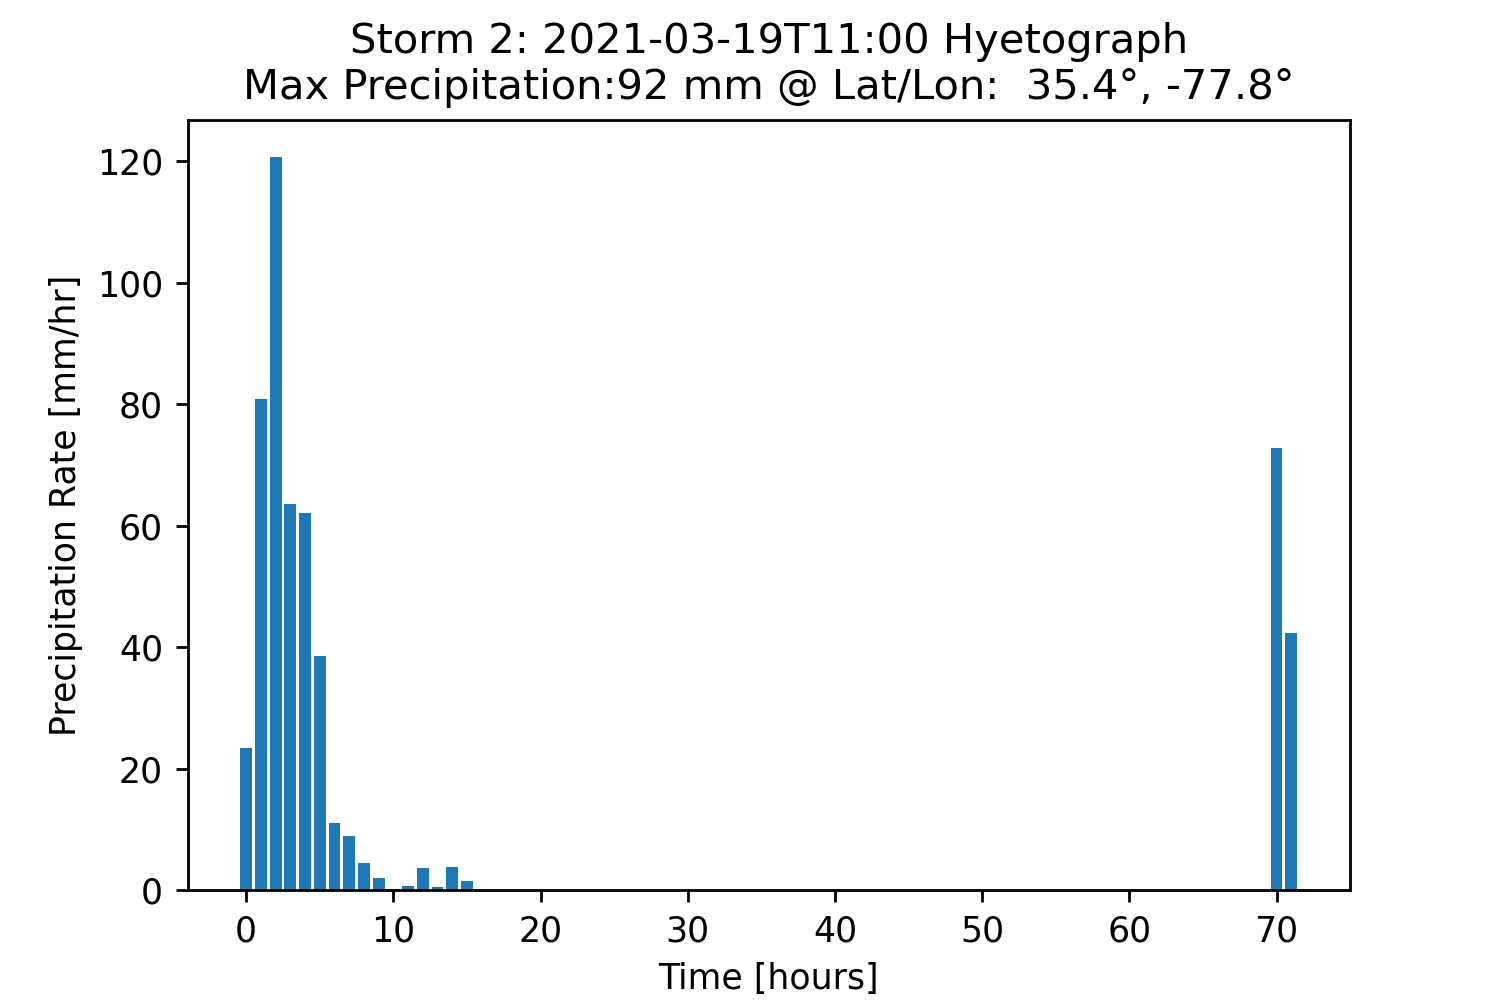 Storm 2: 2021-03-19T11:00 Hyetograph
Max Precipitation:92 mm @ Lat/Lon:  35.4°, -77.8°
Precipitation Rate [mm/hr]
120
100
80
60
40
20
0
0 10 20 30 40 50 60 70
Time [hours]